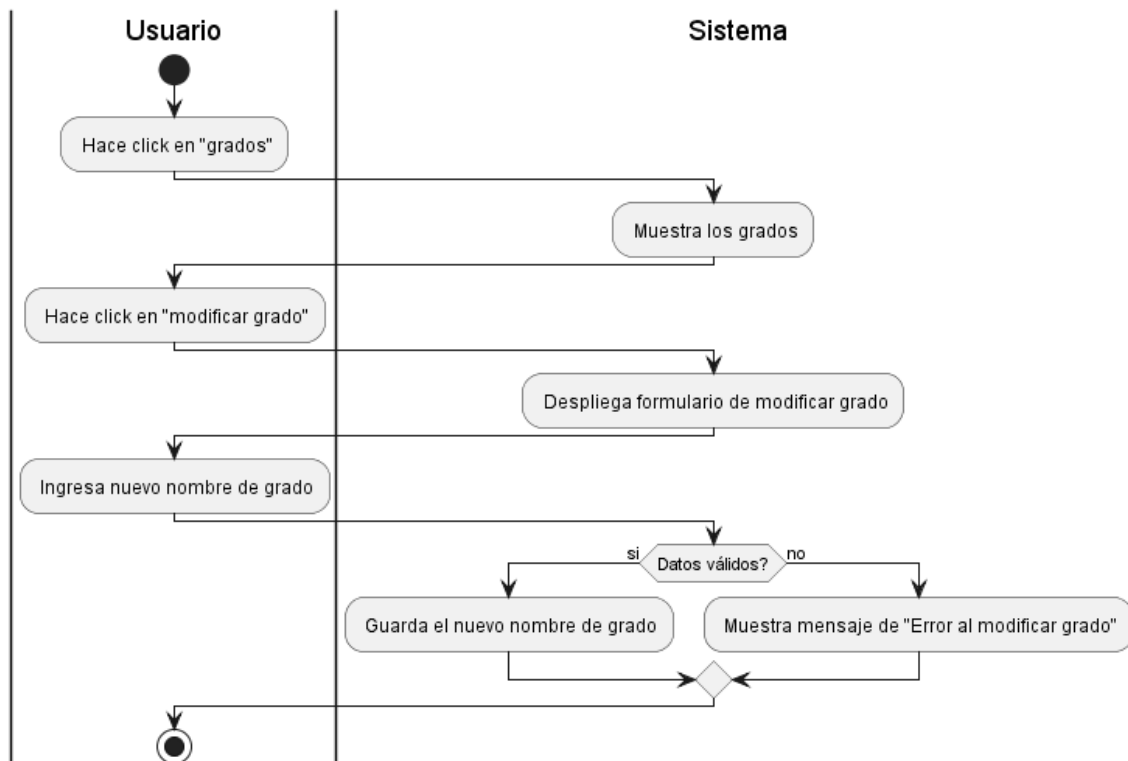 Usuario
Sistema
Hace click en "grados"
Muestra los grados
Hace click en "modificar grado"
Despliega formulario de modificar grado
Ingresa nuevo nombre de grado
si
Datos válidos?
no
Guarda el nuevo nombre de grado
Muestra mensaje de "Error al modificar grado"